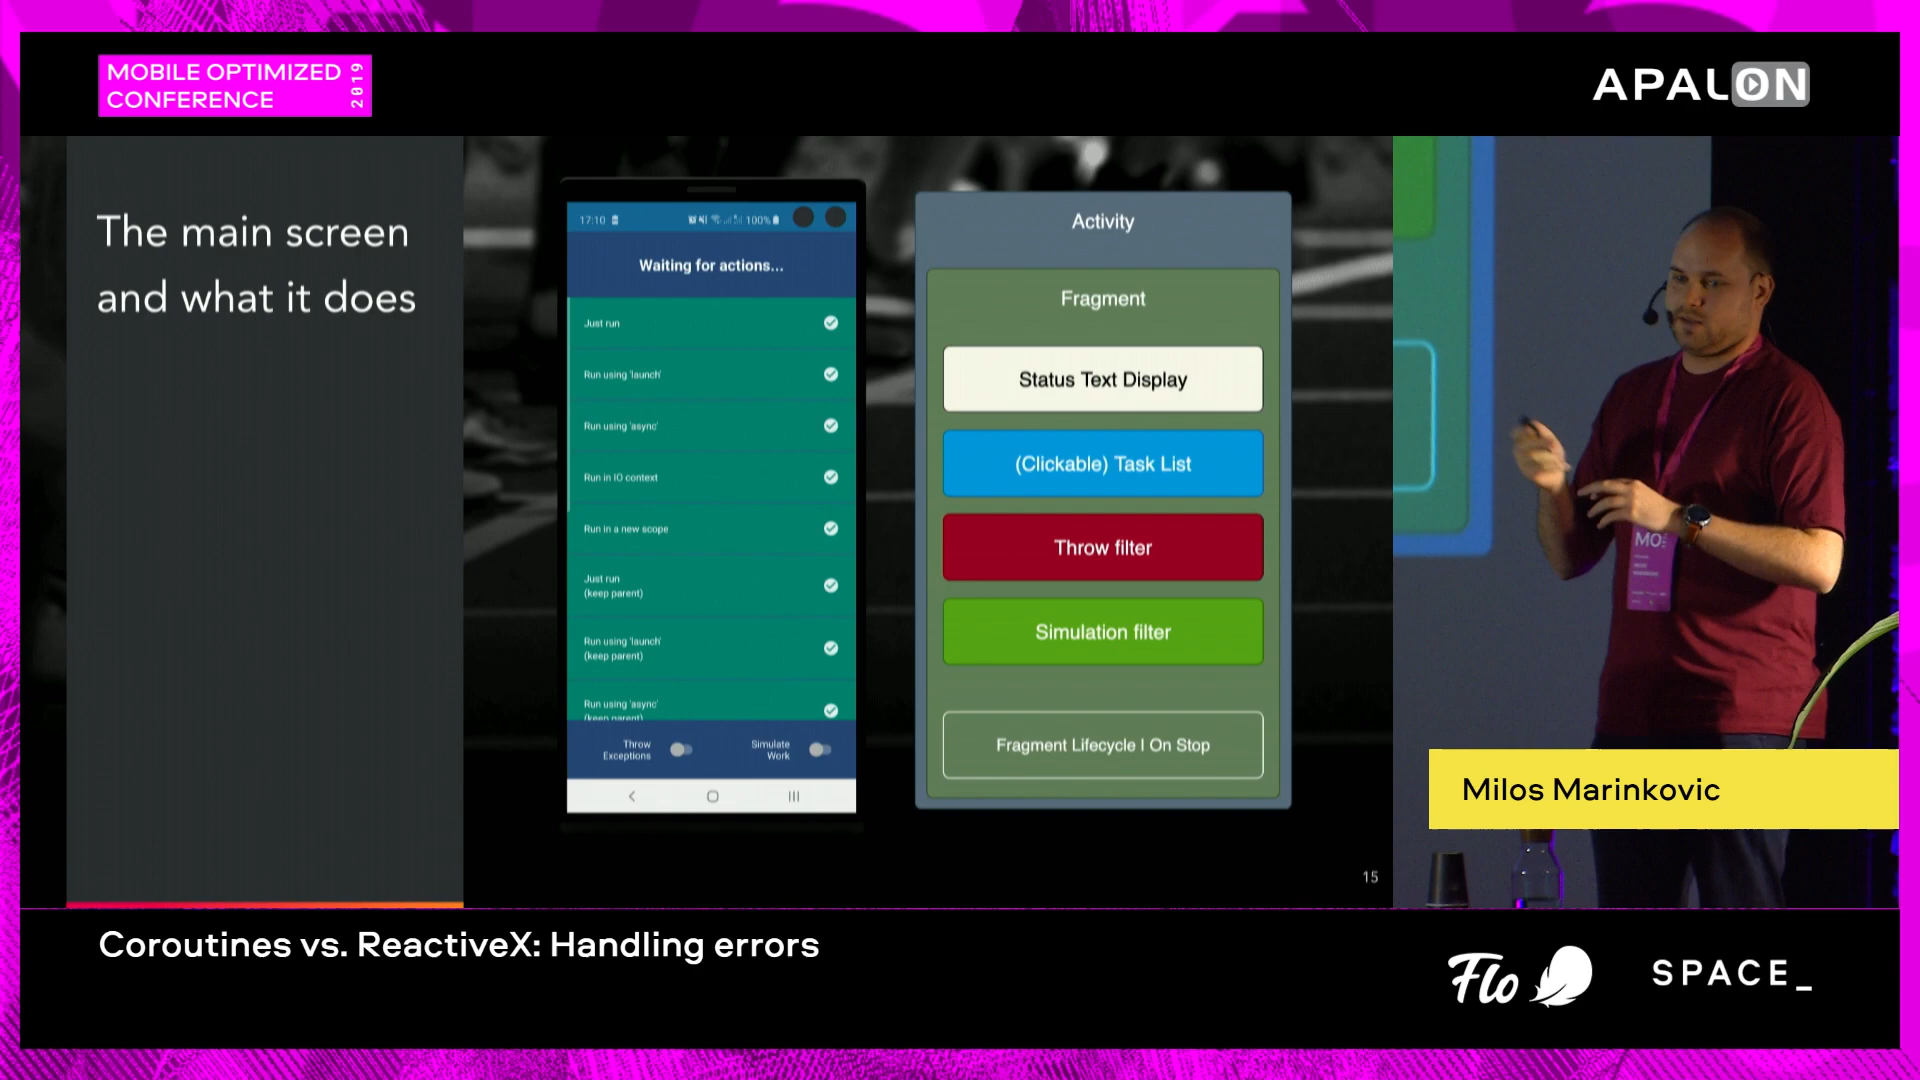 MOBILE OPTIMIZED
CONFERENCE
2019
APALON
The main screen
and what it does
17:10
100%
Waiting for actions...
Just run
Run using 'launch'
Run using 'async'
Run in IO context
Run in a new scope
Just run
(keep parent)
Run using 'launch'
(keep parent)
Run using 'async'
(keep parent)
Throw
Exceptions
Simulate
Work
Activity
Fragment
Status Text Display
(Clickable) Task List
Throw filter
Simulation filter
Fragment Lifecycle | On Stop
15
MO:
Milos Marinkovic
Coroutines vs. ReactiveX: Handling errors
Flo
SPACE_